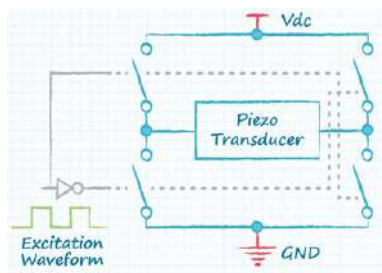 Vdc
Piezo
Transducer
Excitation
Waveform
GND